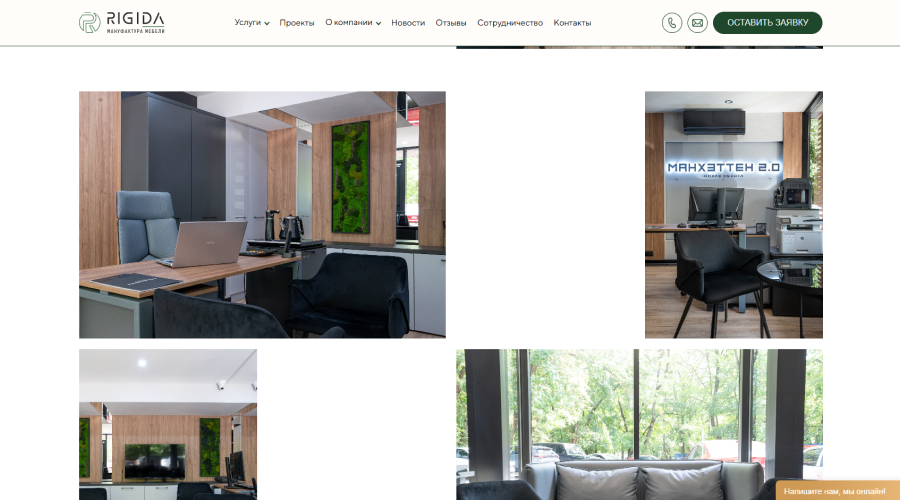 RIGIDA
МАНУФАКТУРА МЕБЕЛИ
Услуги
Проекты
О компании
Новости
Отзывы
Сотрудничество
Контакты
ОСТАВИТЬ ЗАЯВКУ
МАНХЭТТЕН 2.0
Напишите нам, мы онлайн!